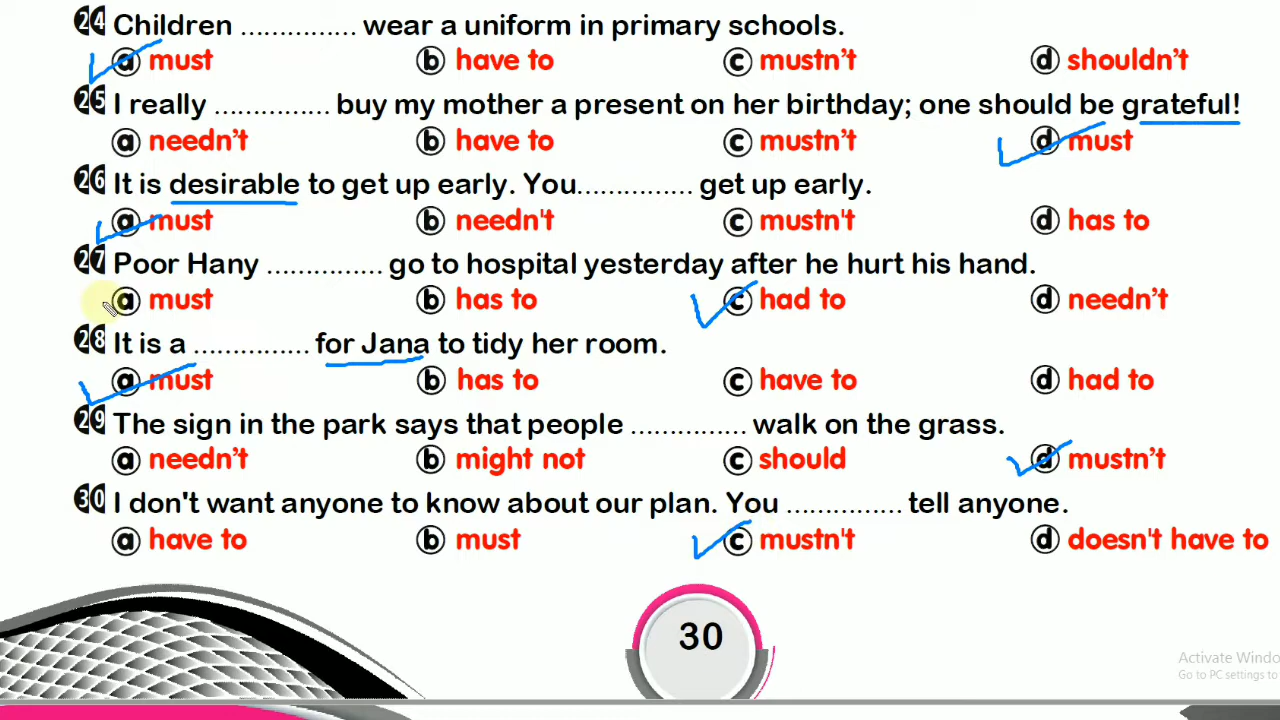 24 Children ............... wear a uniform in primary schools.
a must b have to c mustn't d shouldn't
25 I really ............... buy my mother a present on her birthday; one should be grateful!
a needn't b have to c mustn't d must
26 It is desirable to get up early. You............... get up early.
a must b needn't c mustn't d has to
27 Poor Hany ............... go to hospital yesterday after he hurt his hand.
a must b has to c had to d needn't
28 It is a ............... for Jana to tidy her room.
a must b has to c have to d had to
29 The sign in the park says that people ............... walk on the grass.
a needn't b might not c should d mustn't
30 I don't want anyone to know about our plan. You ............... tell anyone.
a have to b must c mustn't d doesn't have to
30
Activate Windo
Go to PC settings to